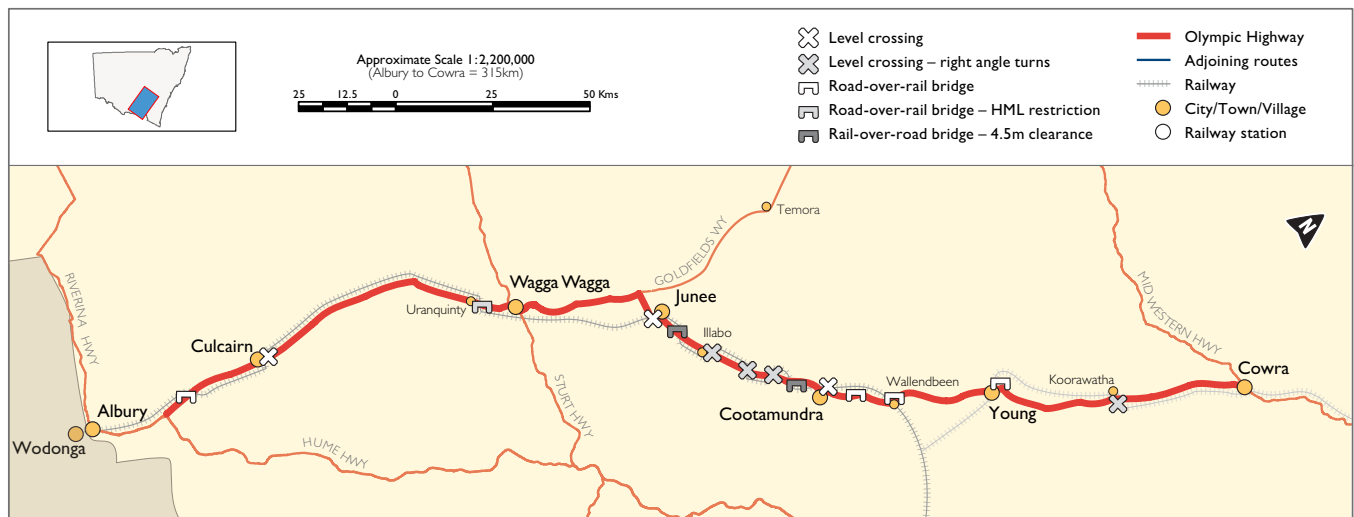 Approximate Scale 1:2,200,000
(Albury to Cowra = 315km)
25 12.5 0 25 50 Kms
Level crossing
Level crossing – right angle turns
Road-over-rail bridge
Road-over-rail bridge – HML restriction
Rail-over-road bridge – 4.5m clearance
Olympic Highway
Adjoining routes
Railway
City/Town/Village
Railway station
Temora
N
GOLDFIELDS WY
RIVERINA HWY
Wagga Wagga
Junee
MID WESTERN HWY
Uranquinty
Illabo
Culcairn
Cowra
Wallendbeen
Koorawatha
Albury
Cootamundra
Young
STURT HWY
Wodonga
HUME HWY